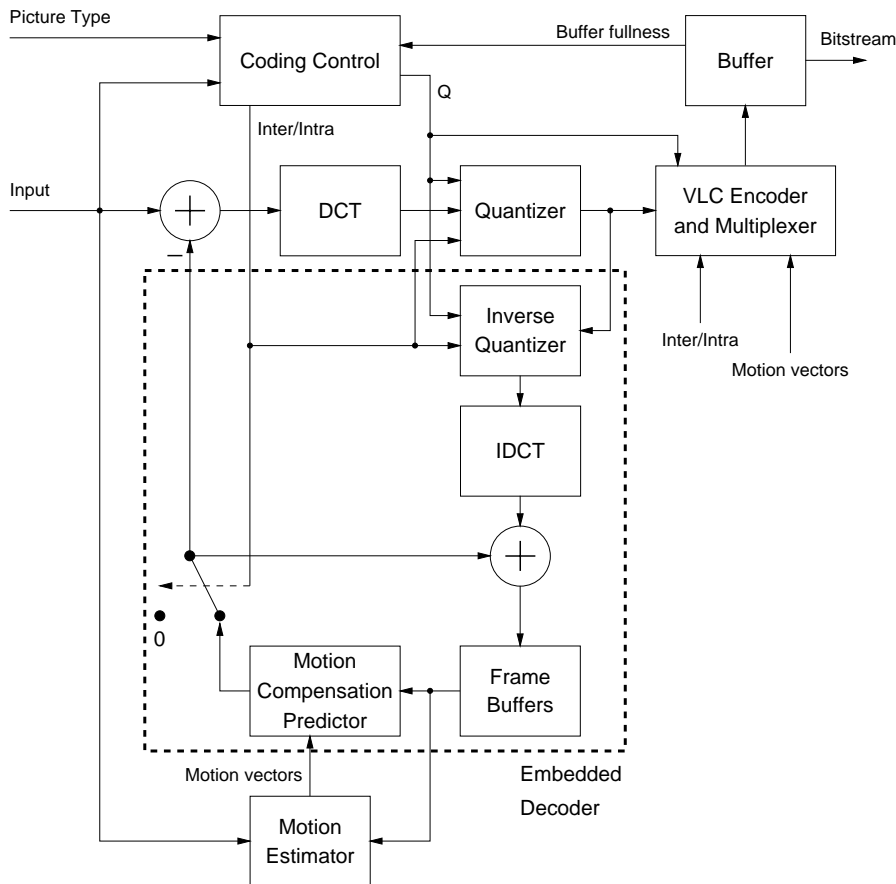 Picture Type
Coding Control
Buffer fullness
Buffer
Bitstream
Q
Inter/Intra
Input
DCT
Quantizer
VLC Encoder
and Multiplexer
Inverse
Quantizer
Inter/Intra
Motion vectors
IDCT
0
Motion
Compensation
Predictor
Frame
Buffers
Motion vectors
Embedded
Decoder
Motion
Estimator